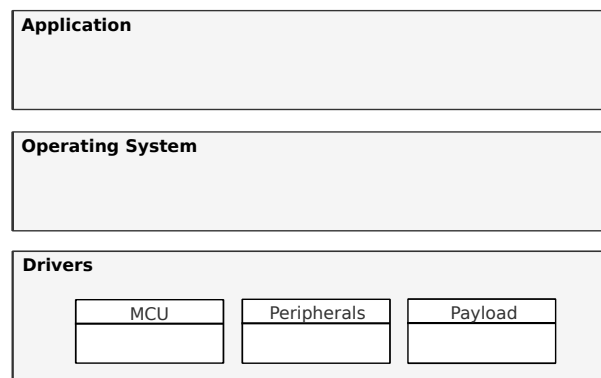 Application
Operating System
Drivers
MCU
Peripherals
Payload